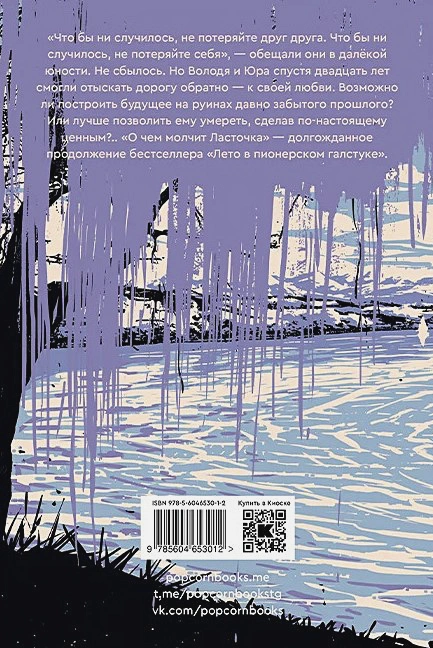 «Что бы ни случилось, не потеряйте друг друга. Что бы ни
случилось, не потеряйте себя», — обещали они в далёкой
юности. Не сбылось. Но Володя и Юра спустя двадцать лет
смогли отыскать дорогу обратно — к своей любви. Возможно
ли построить будущее на руинах давно забытого прошлого?
Или лучше позволить ему умереть, сделав по-настоящему
ценным?.. «О чем молчит Ласточка» — долгожданное
продолжение бестселлера «Лето в пионерском галстуке».
ISBN 978-5-6046530-1-2
Купить в Киоске
9 785604 653012 >
popcornbooks.me
t.me/popcornbookstg
vk.com/popcornbooks